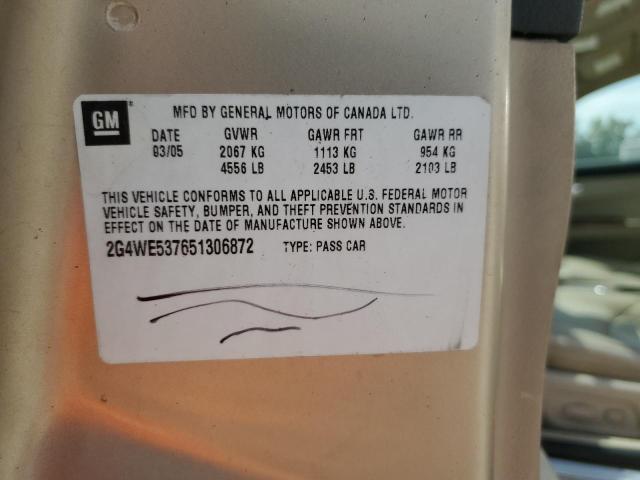 GM
MFD BY GENERAL MOTORS OF CANADA LTD.
DATE GVWR GAWR FRT GAWR RR
03/05 2067 KG 1113 KG 954 KG
4556 LB 2453 LB 2103 LB
THIS VEHICLE CONFORMS TO ALL APPLICABLE U.S. FEDERAL MOTOR
VEHICLE SAFETY, BUMPER, AND THEFT PREVENTION STANDARDS IN
EFFECT ON THE DATE OF MANUFACTURE SHOWN ABOVE.
2G4WE537651306872 TYPE: PASS CAR